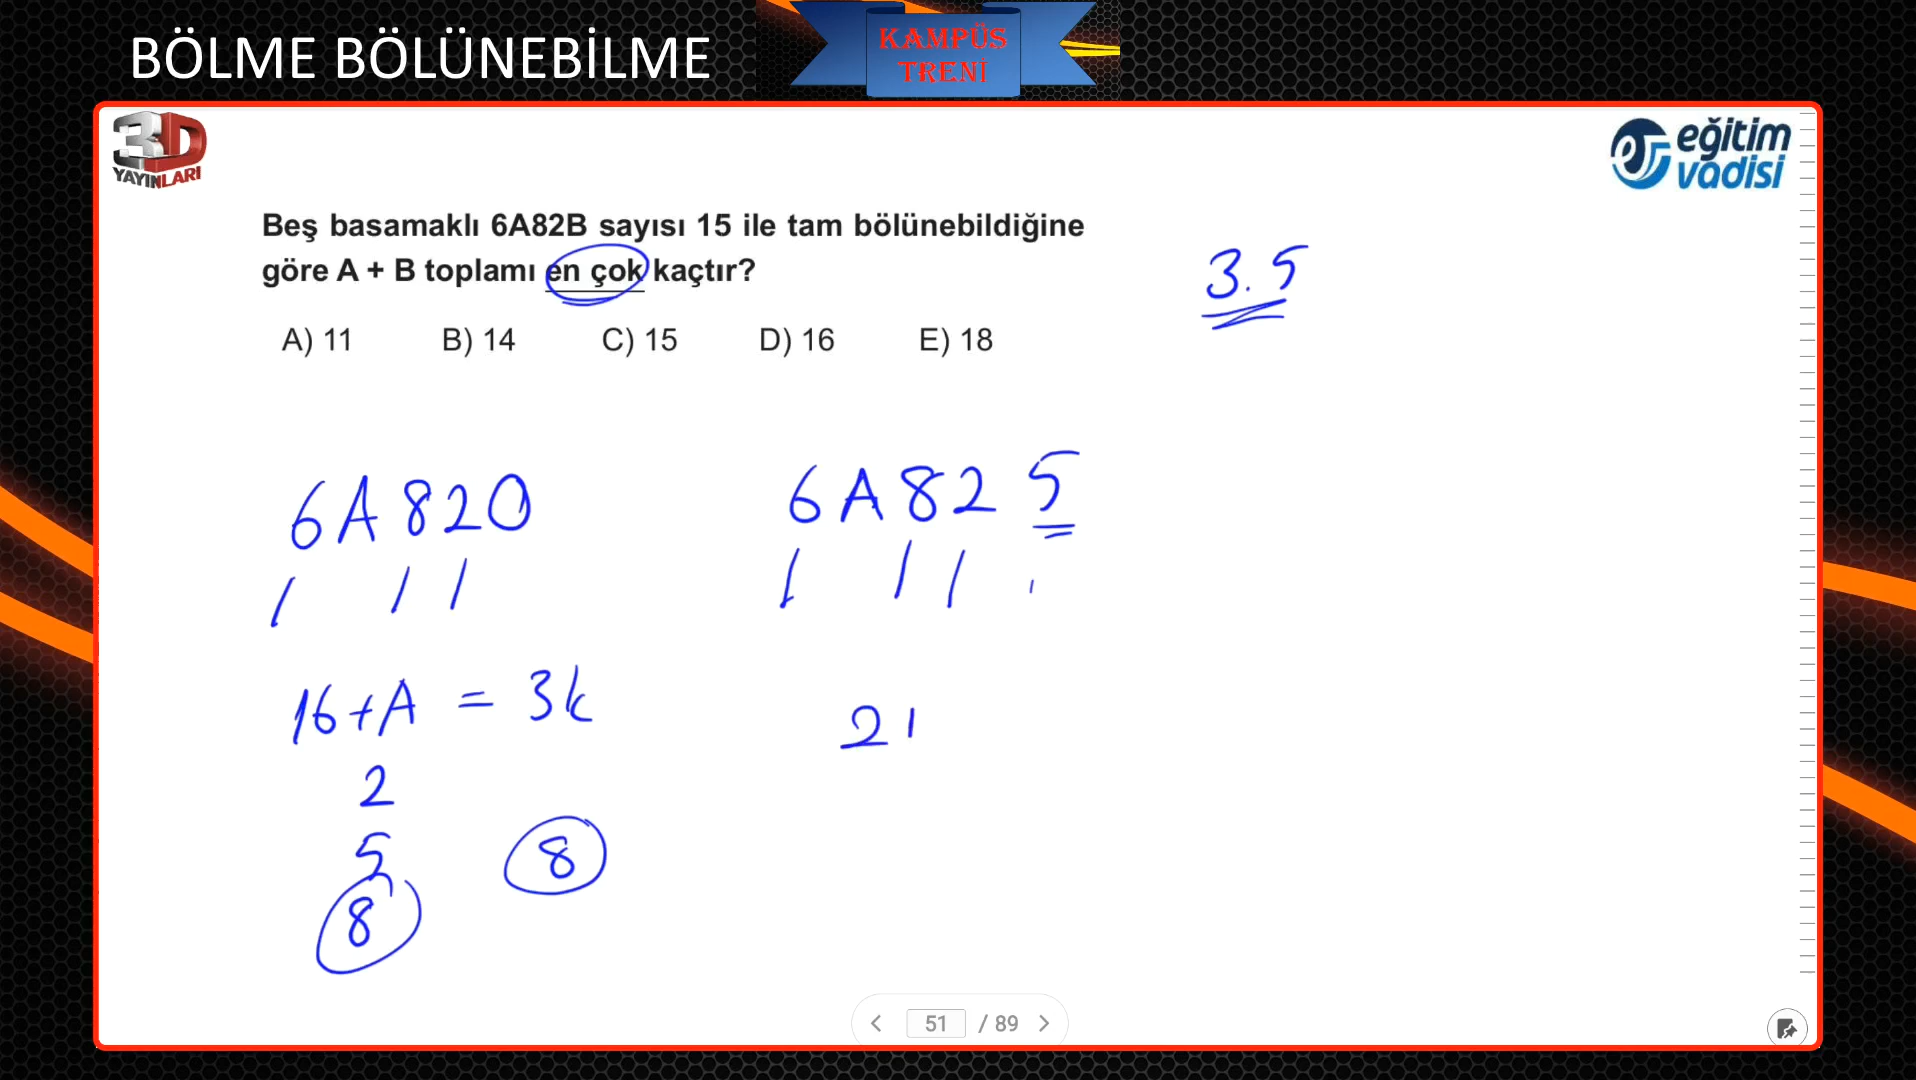 BÖLME BÖLÜNEBİLME
KAMPÜS
TRENİ
3D
YAYINLARI
eğitim
vadisi
Beş basamaklı 6A82B sayısı 15 ile tam bölünebildiğine
göre A + B toplamı en çok kaçtır?
A) 11 B) 14 C) 15 D) 16 E) 18
3.5
6A820
6A825
16+A = 3k
21
2
5
8
8
51 / 89